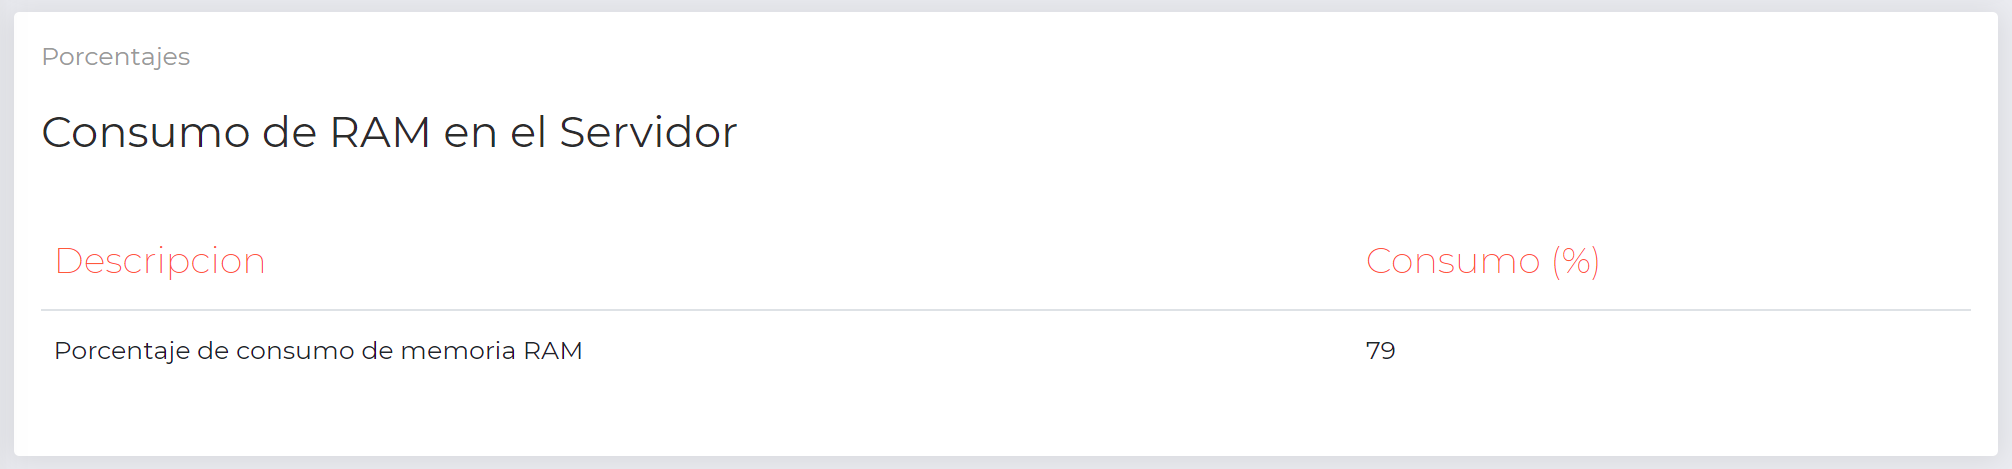 Porcentajes
Consumo de RAM en el Servidor
Descripcion Consumo (%)
Porcentaje de consumo de memoria RAM 79